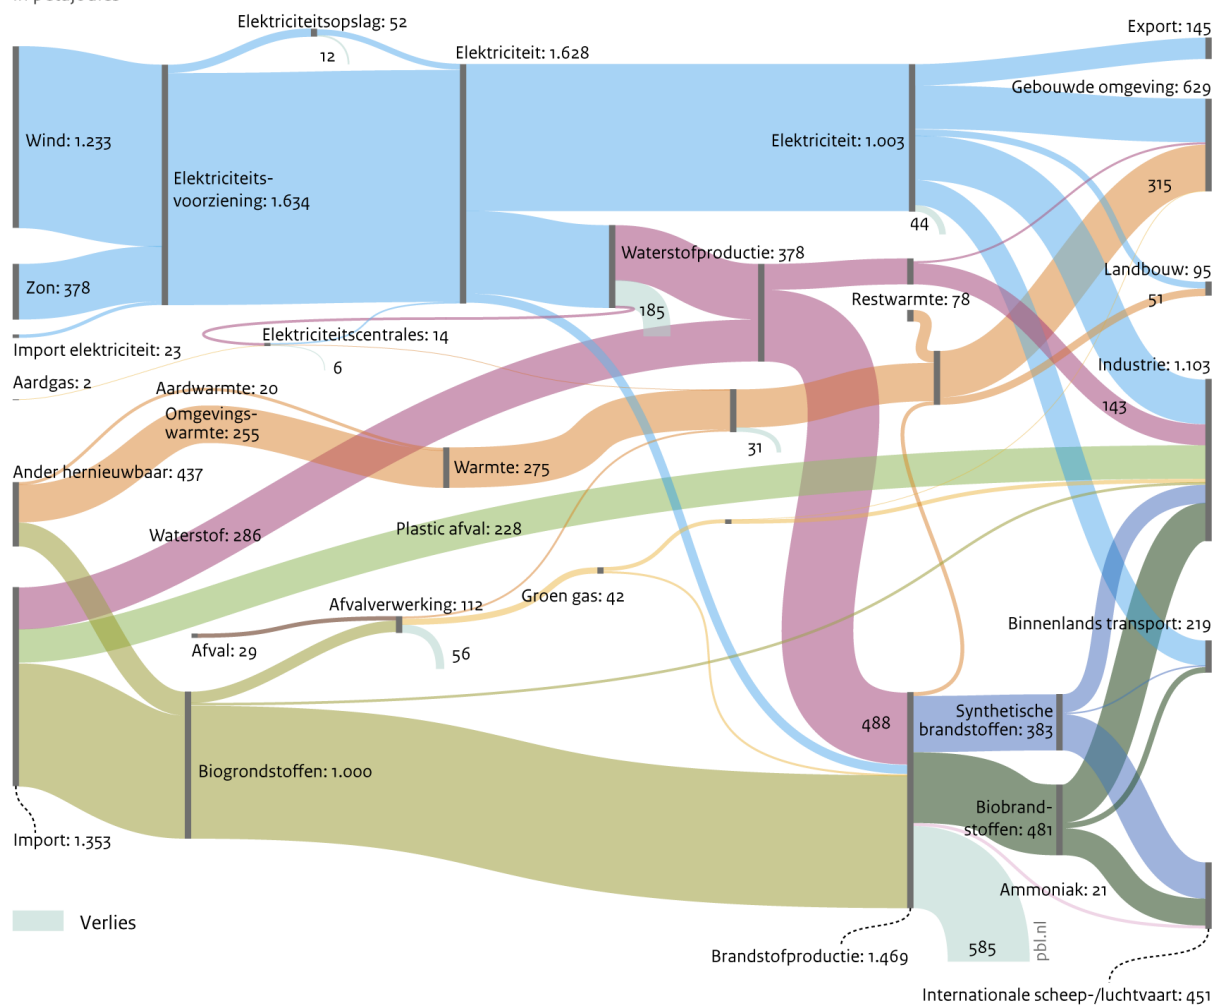 Elektriciteitsopslag: 52
Export: 145
12
Elektriciteit: 1.628
Gebouwde omgeving: 629
Wind: 1.233
Elektriciteit: 1.003
Elektriciteits-
voorziening: 1.634
315
44
Waterstofproductie: 378
Landbouw: 95
Zon: 378
Restwarmte: 78
51
185
Elektriciteitscentrales: 14
Import elektriciteit: 23
6
Industrie: 1.103
Aardgas: 2
Aardwarmte: 20
Omgevings-
warmte: 255
143
31
Ander hernieuwbaar: 437
Warmte: 275
Waterstof: 286
Plastic afval: 228
Groen gas: 42
Afvalverwerking: 112
Binnenlands transport: 219
Afval: 29
56
488
Synthetische
brandstoffen: 383
Biogrondstoffen: 1.000
Biobrand-
stoffen: 481
Import: 1.353
Ammoniak: 21
Verlies
Brandstofproductie: 1.469
585
pbl.nl
Internationale scheep-/luchtvaart: 451